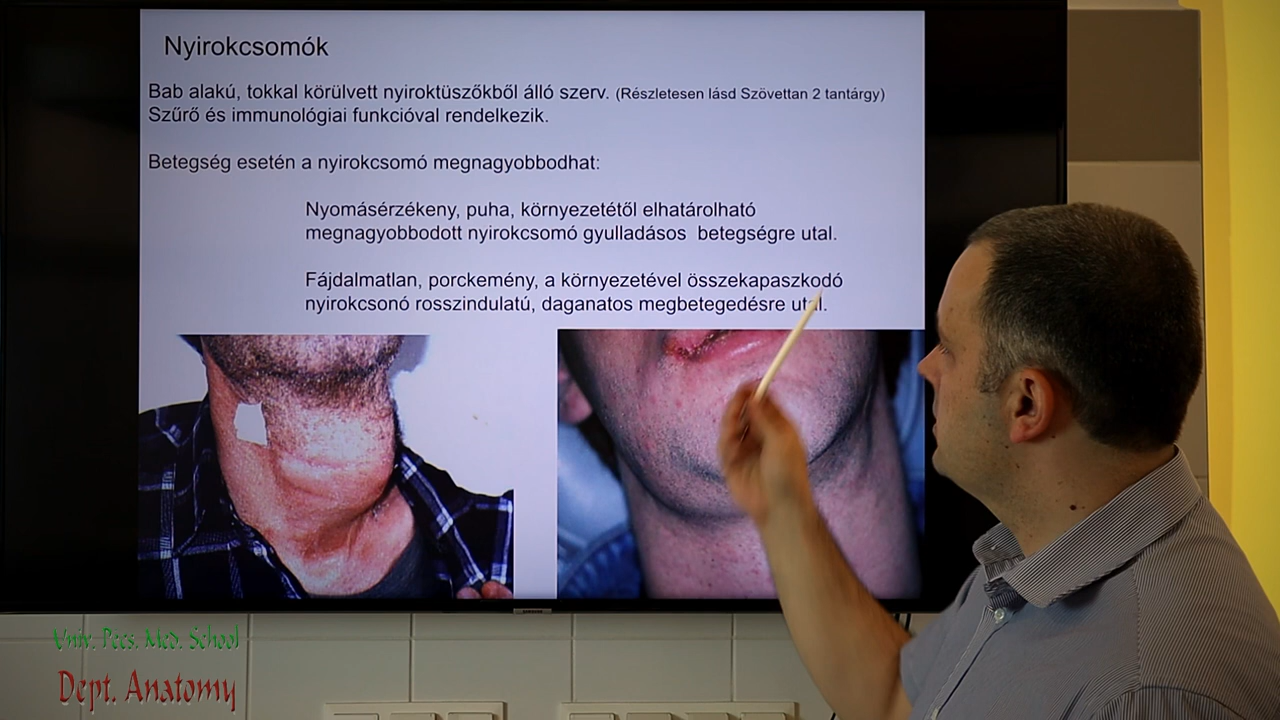 Nyirokcsomók
Bab alakú, tokkal körülvett nyiroktüszőkből álló szerv. (Részletesen lásd Szövettan 2 tantárgy)
Szűrő és immunológiai funkcióval rendelkezik.
Betegség esetén a nyirokcsomó megnagyobbodhat:
Nyomásérzékeny, puha, környezetétől elhatárolható
megnagyobbodott nyirokcsomó gyulladásos betegségre utal.
Fájdalmatlan, porckemény, a környezetével összekapaszkodó
nyirokcsonó rosszindulatú, daganatos megbetegedésre utal.
Univ. Pécs. Med. School
Dept. Anatomy